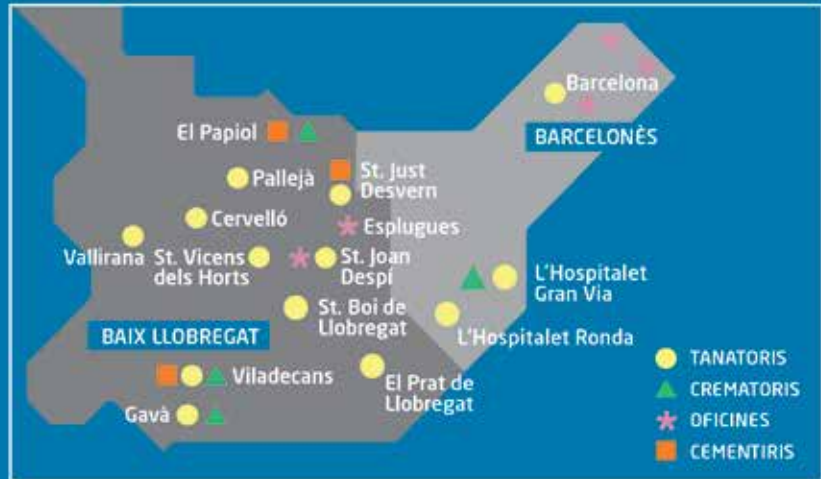 Barcelona
BARCELONÈS
El Papiol
St. Just
Desvern
Pallejà
Esplugues
Cervelló
Vallirana
St. Vicens
dels Horts
St. Joan
Despí
L'Hospitalet
Gran Via
St. Boi de
Llobregat
L'Hospitalet Ronda
BAIX LLOBREGAT
Viladecans
El Prat de
Llobregat
Gavà
TANATORIS
CREMATORIS
OFICINES
CEMENTIRIS